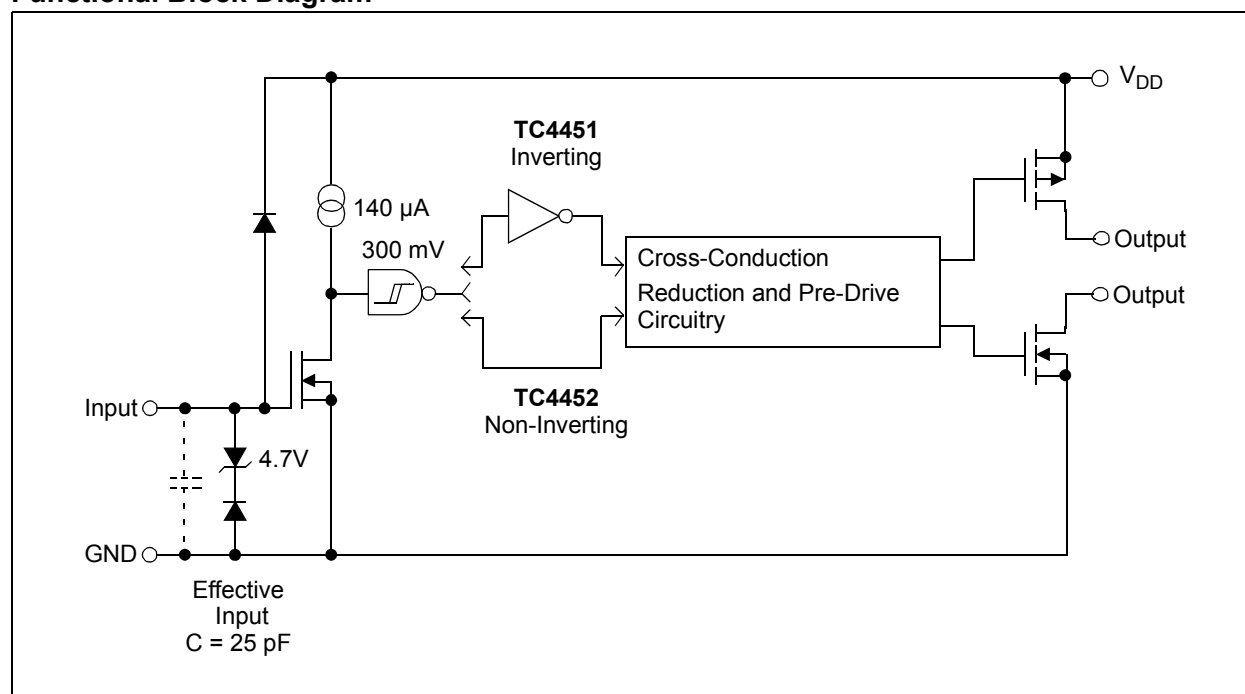 Functional Block Diagram
V_DD
TC4451
Inverting
140 µA
300 mV
Cross-Conduction
Reduction and Pre-Drive
Circuitry
Output
Output
TC4452
Non-Inverting
Input
4.7V
GND
Effective
Input
C = 25 pF